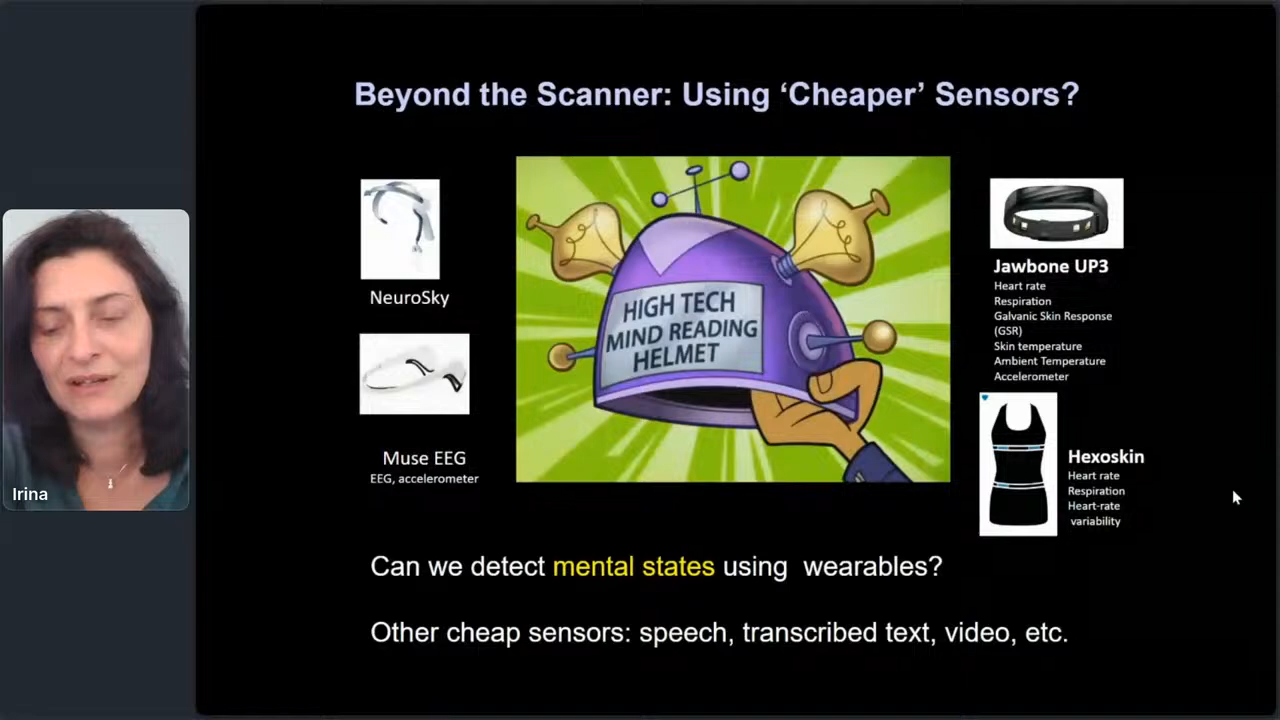 Beyond the Scanner: Using ‘Cheaper’ Sensors?
NeuroSky
Muse EEG
EEG, accelerometer
HIGH TECH
MIND READING
HELMET
Jawbone UP3
Heart rate
Respiration
Galvanic Skin Response
(GSR)
Skin temperature
Ambient Temperature
Accelerometer
Hexoskin
Heart rate
Respiration
Heart-rate
variability
Irina
Can we detect mental states using wearables?
Other cheap sensors: speech, transcribed text, video, etc.